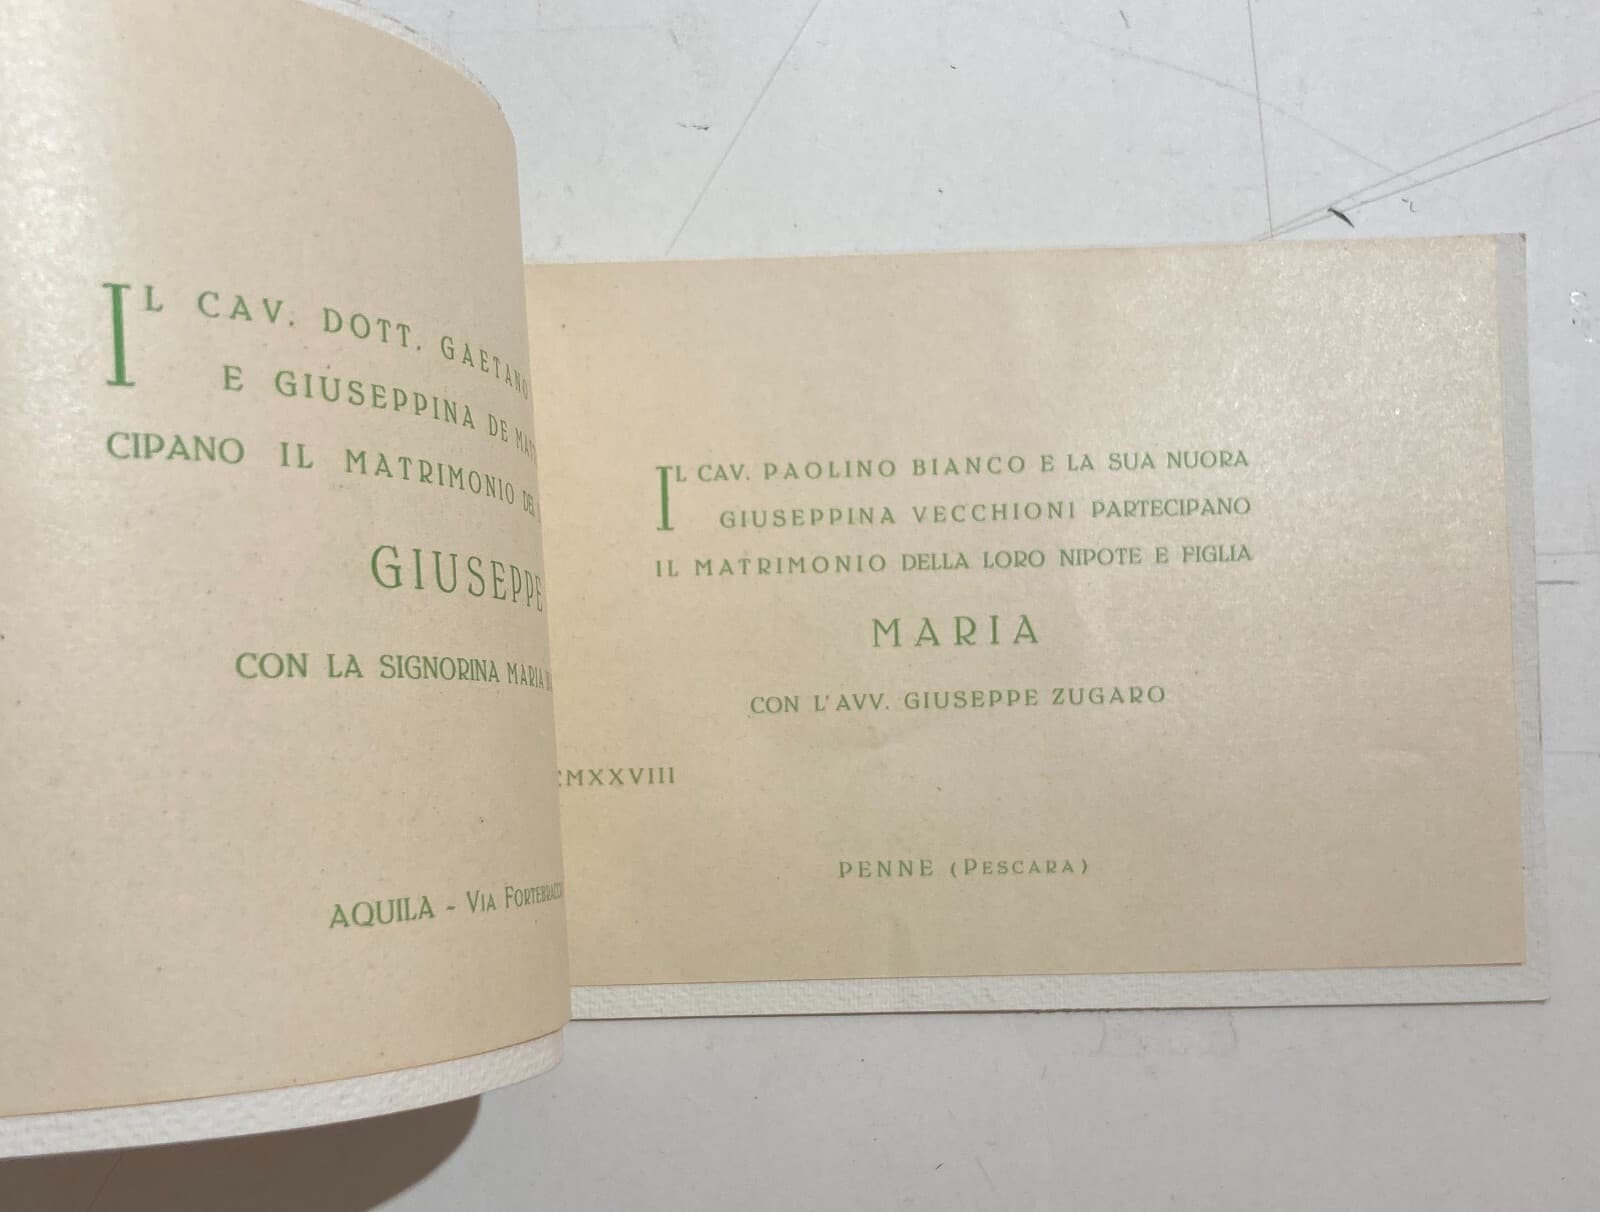 IL CAV. DOTT. GAETANO
E GIUSEPPINA DE
CIPANO IL MATRIMONIO DEL
GIUSEPPE
CON LA SIGNORINA MARIA
AQUILA - VIA
IL CAV. PAOLINO BIANCO E LA SUA NUORA
GIUSEPPINA VECCHIONI PARTECIPANO
IL MATRIMONIO DELLA LORO NIPOTE E FIGLIA
MARIA
CON L'AVV. GIUSEPPE ZUGARO
MXXVIII
PENNE (PESCARA)